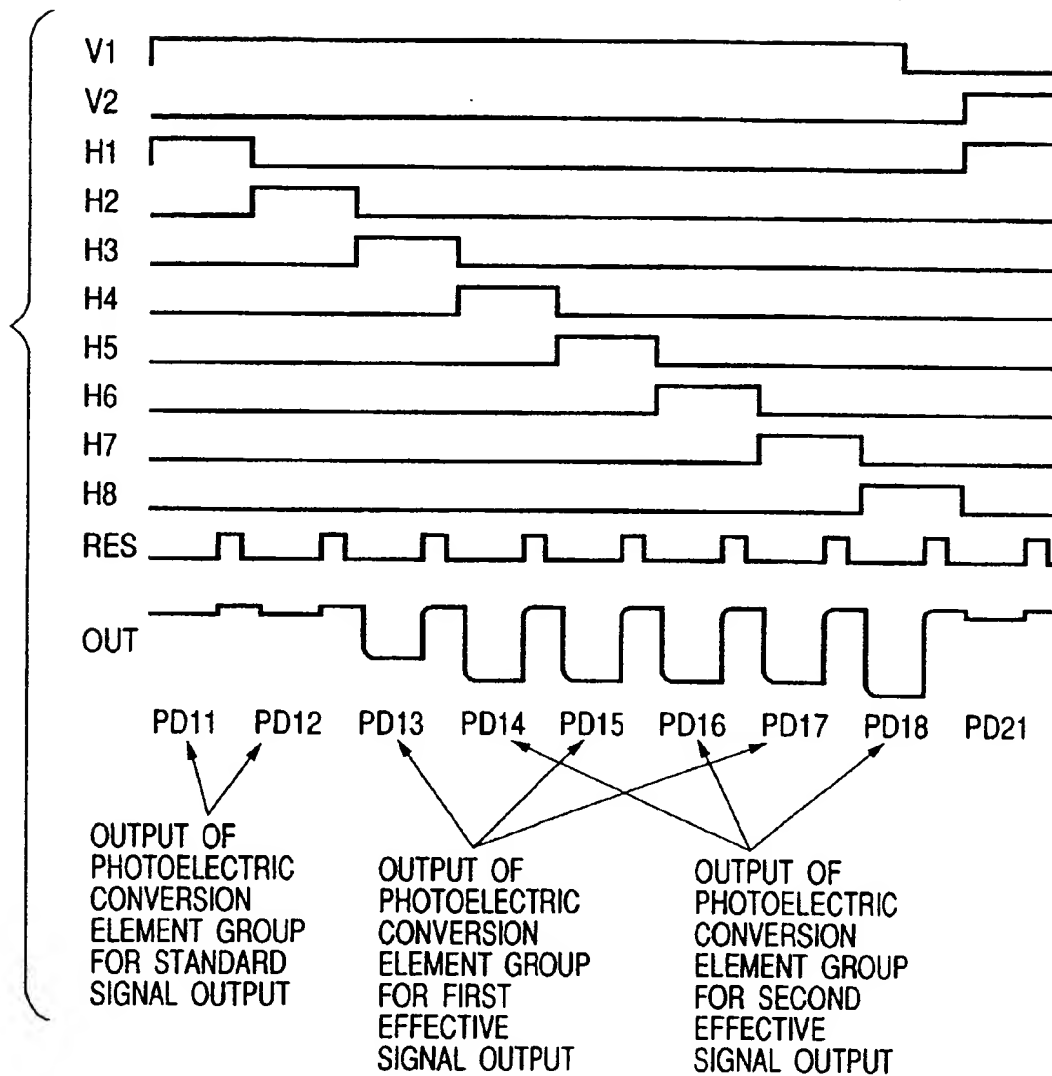 V1
V2
H1
H2
H3
H4
H5
H6
H7
H8
RES
OUT
PD11 PD12 PD13 PD14 PD15 PD16 PD17 PD18 PD21
OUTPUT OF
PHOTOELECTRIC
CONVERSION
ELEMENT GROUP
FOR STANDARD
SIGNAL OUTPUT
OUTPUT OF
PHOTOELECTRIC
CONVERSION
ELEMENT GROUP
FOR FIRST
EFFECTIVE
SIGNAL OUTPUT
OUTPUT OF
PHOTOELECTRIC
CONVERSION
ELEMENT GROUP
FOR SECOND
EFFECTIVE
SIGNAL OUTPUT